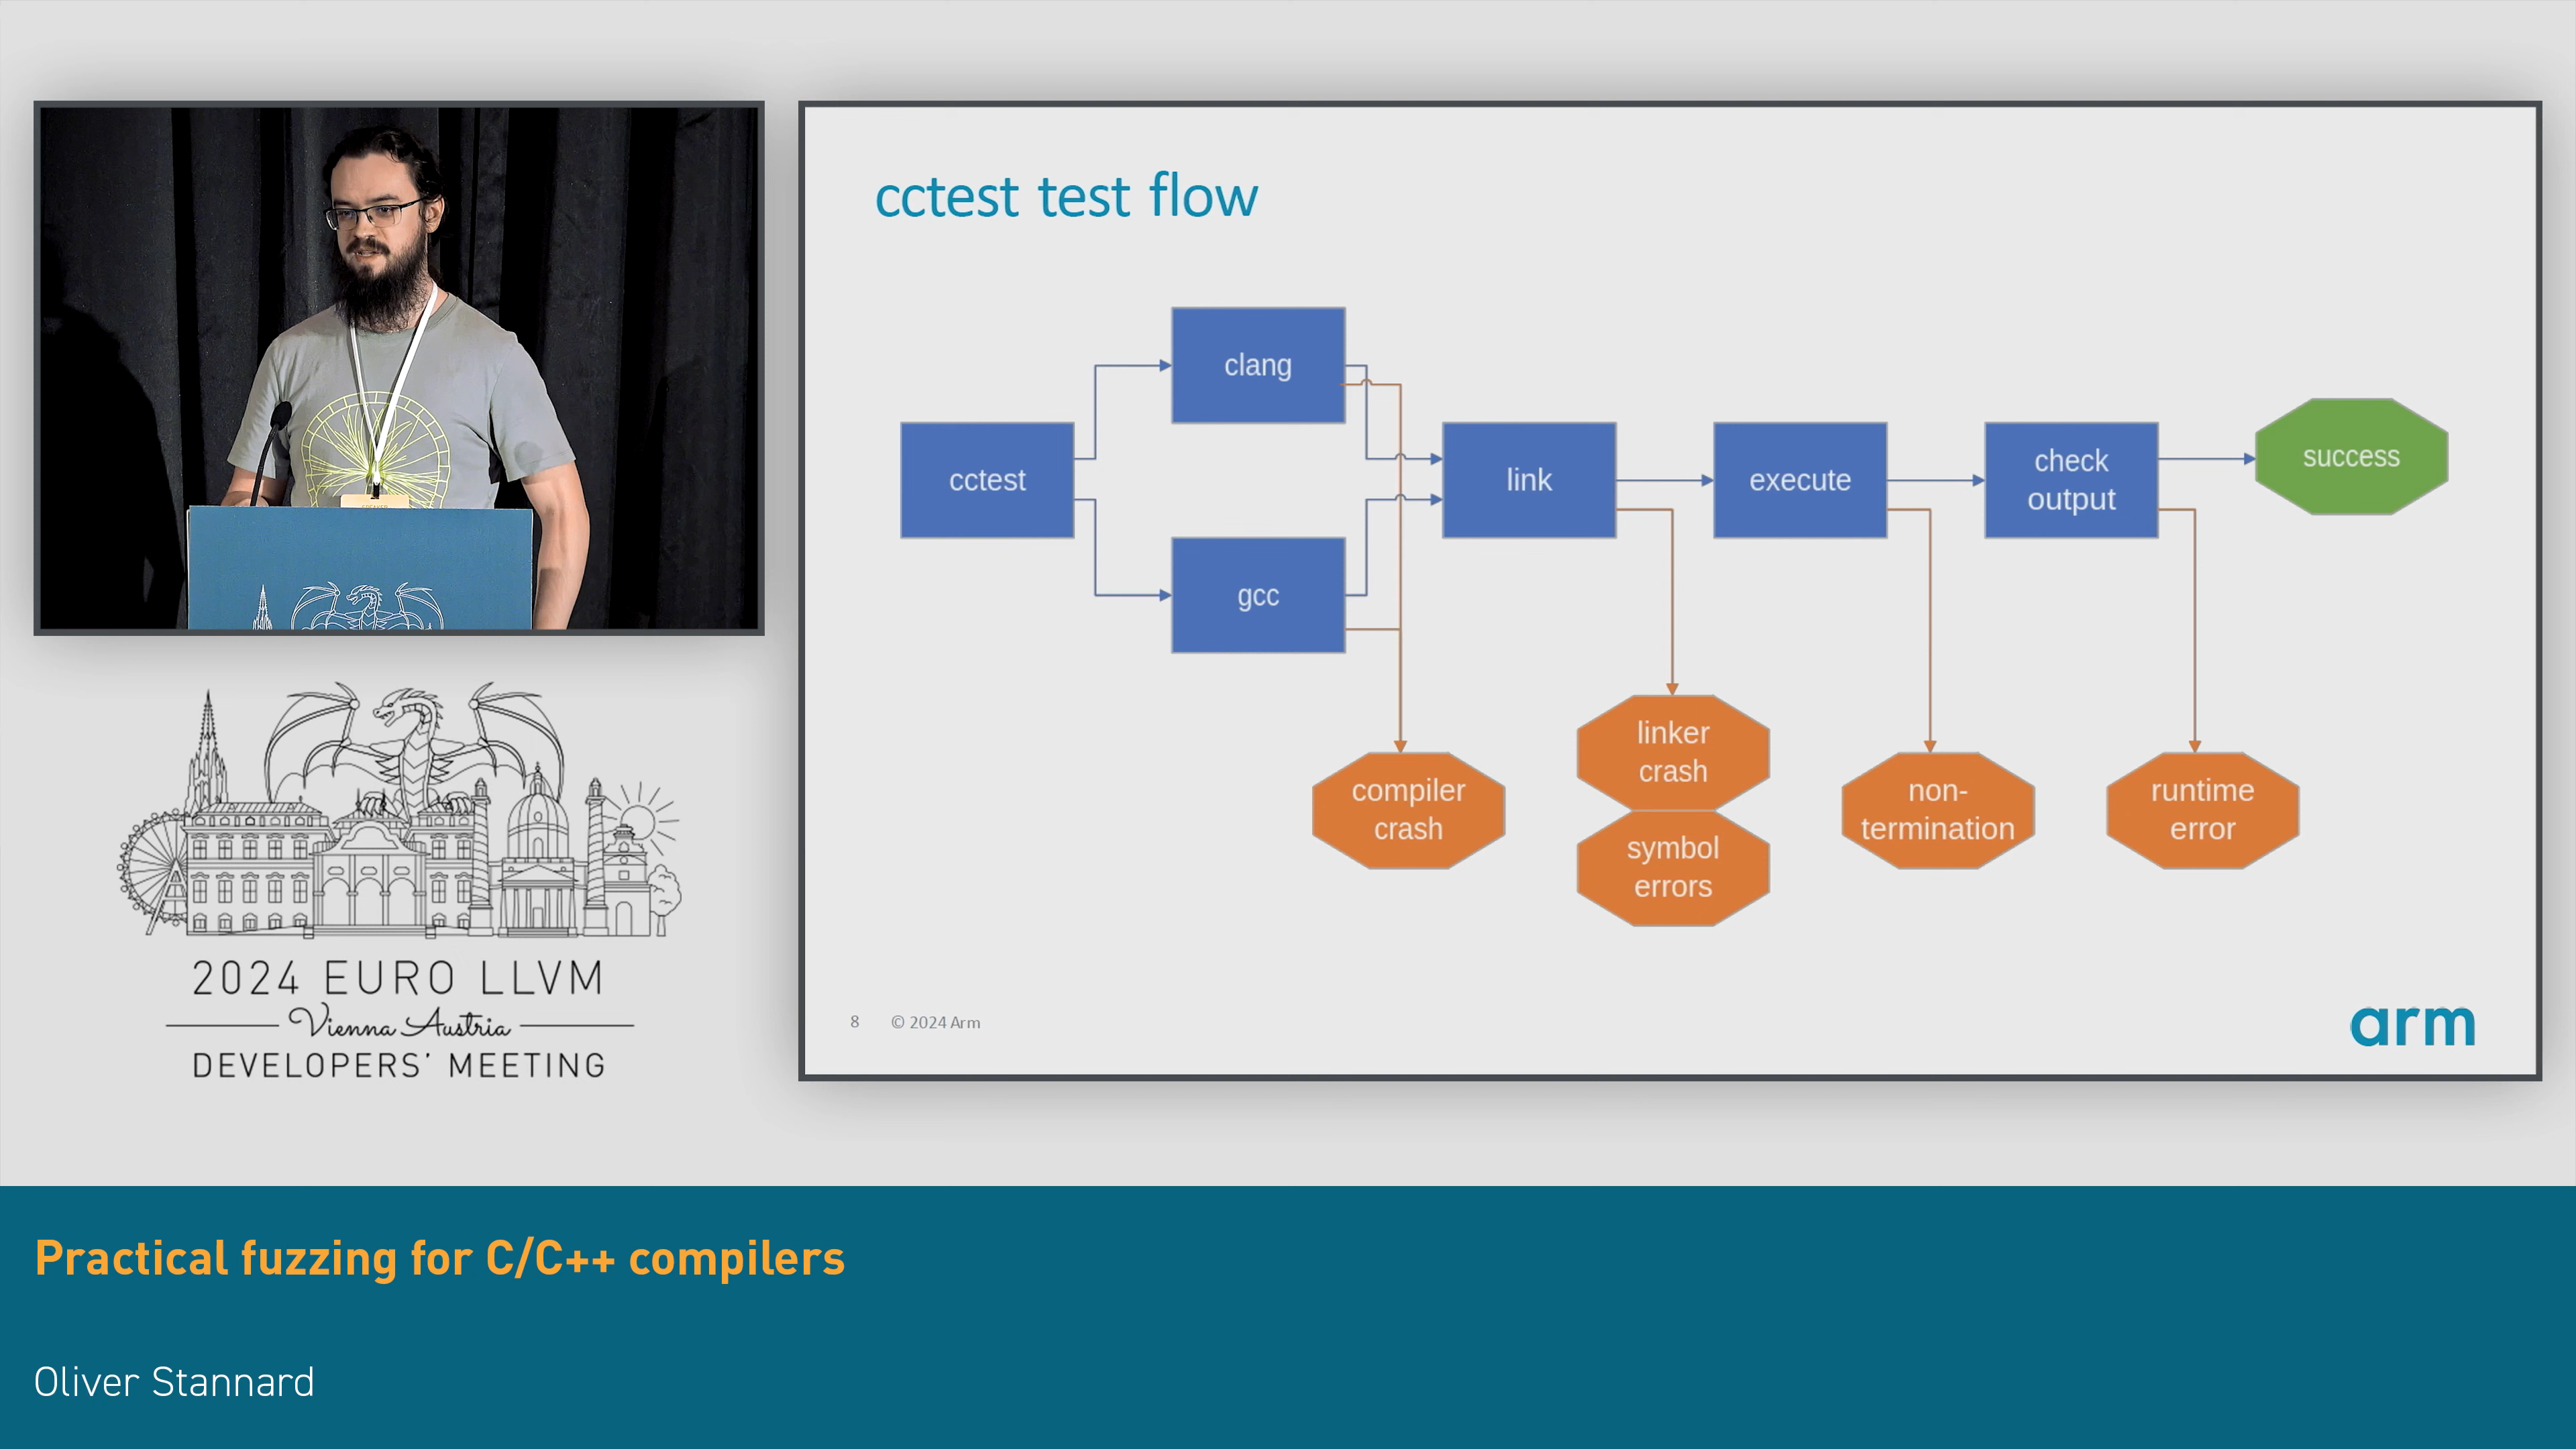 cctest test flow
clang
cctest
gcc
link
execute
check
output
success
compiler
crash
linker
crash
symbol
errors
non-
termination
runtime
error
8 © 2024 Arm
arm
2024 EURO LLVM
Vienna Austria
DEVELOPERS' MEETING
Practical fuzzing for C/C++ compilers
Oliver Stannard